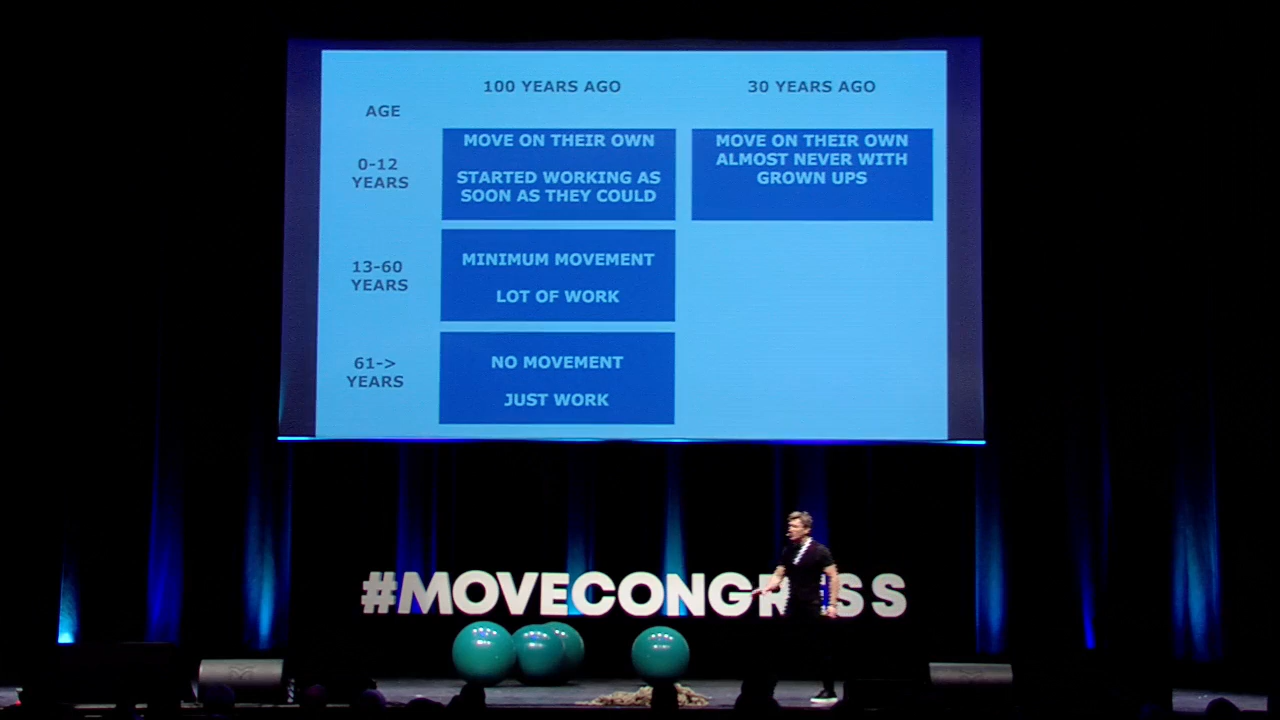 100 YEARS AGO
30 YEARS AGO
AGE
0-12
YEARS
MOVE ON THEIR OWN
STARTED WORKING AS
SOON AS THEY COULD
MOVE ON THEIR OWN
ALMOST NEVER WITH
GROWN UPS
13-60
YEARS
MINIMUM MOVEMENT
LOT OF WORK
61->
YEARS
NO MOVEMENT
JUST WORK
#MOVECONGRESS